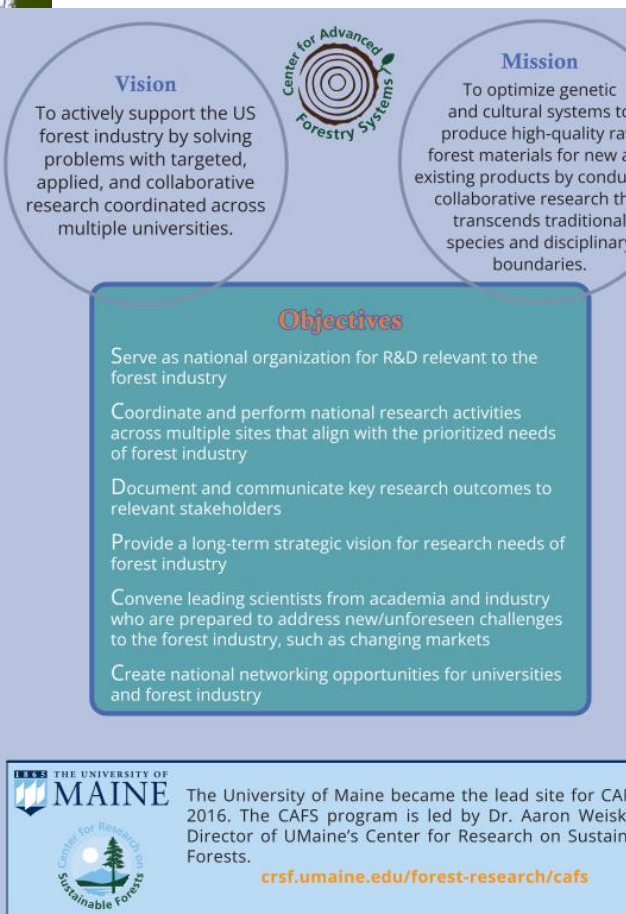 Vision
To actively support the US
forest industry by solving
problems with targeted,
applied, and collaborative
research coordinated across
multiple universities.
Center for Advanced
Forestry Systems
Mission
To optimize genetic
and cultural systems to
produce high-quality
forest materials for new
existing products by
collaborative research
transcends traditional
species and disciplinary
boundaries.
Objectives
Serve as national organization for R&D relevant to the
forest industry
Coordinate and perform national research activities
across multiple sites that align with the prioritized needs
of forest industry
Document and communicate key research outcomes to
relevant stakeholders
Provide a long-term strategic vision for research needs of
forest industry
Convene leading scientists from academia and industry
who are prepared to address new/unforeseen challenges
to the forest industry, such as changing markets
Create national networking opportunities for universities
and forest industry
1865 THE UNIVERSITY OF
MAINE
Center for Research on
Sustainable Forests
The University of Maine became the lead site for
2016. The CAFS program is led by Dr. Aaron
Director of UMaine's Center for Research on
Forests.
crsf.umaine.edu/forest-research/cafs